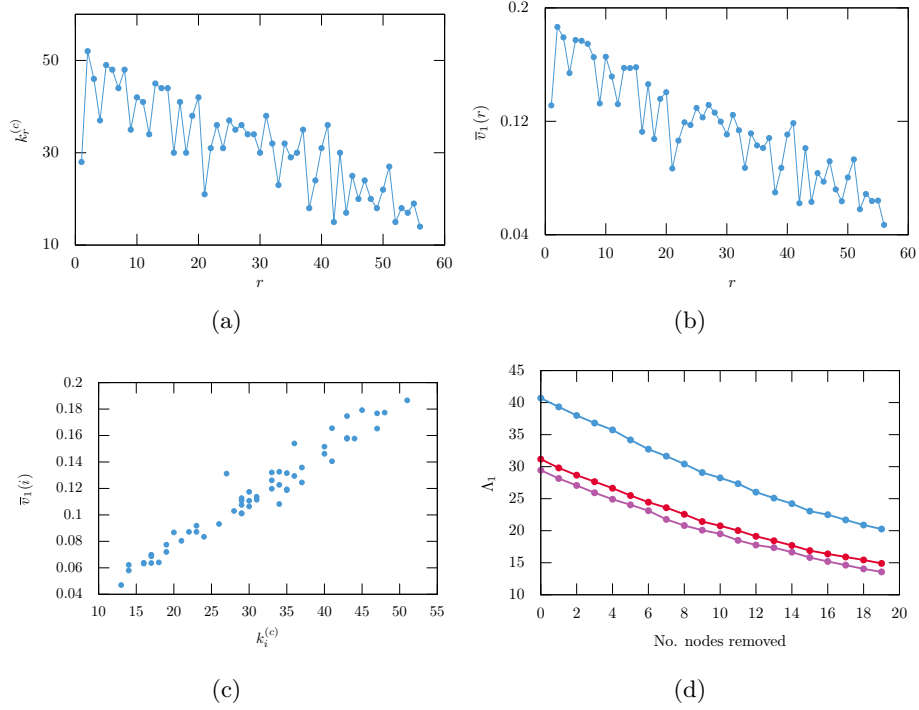 50
30
10
0 10 20 30 40 50 60
k_r^{(c)}
r
(a)
0.2
0.12
0.04
0 10 20 30 40 50 60
v̅₁(r)
r
(b)
0.2
0.18
0.16
0.14
0.12
0.1
0.08
0.06
0.04
10 15 20 25 30 35 40 45 50 55
v̅₁(i)
k_i^{(c)}
(c)
45
40
35
30
25
20
15
10
0 2 4 6 8 10 12 14 16 18 20
Λ₁
No. nodes removed
(d)